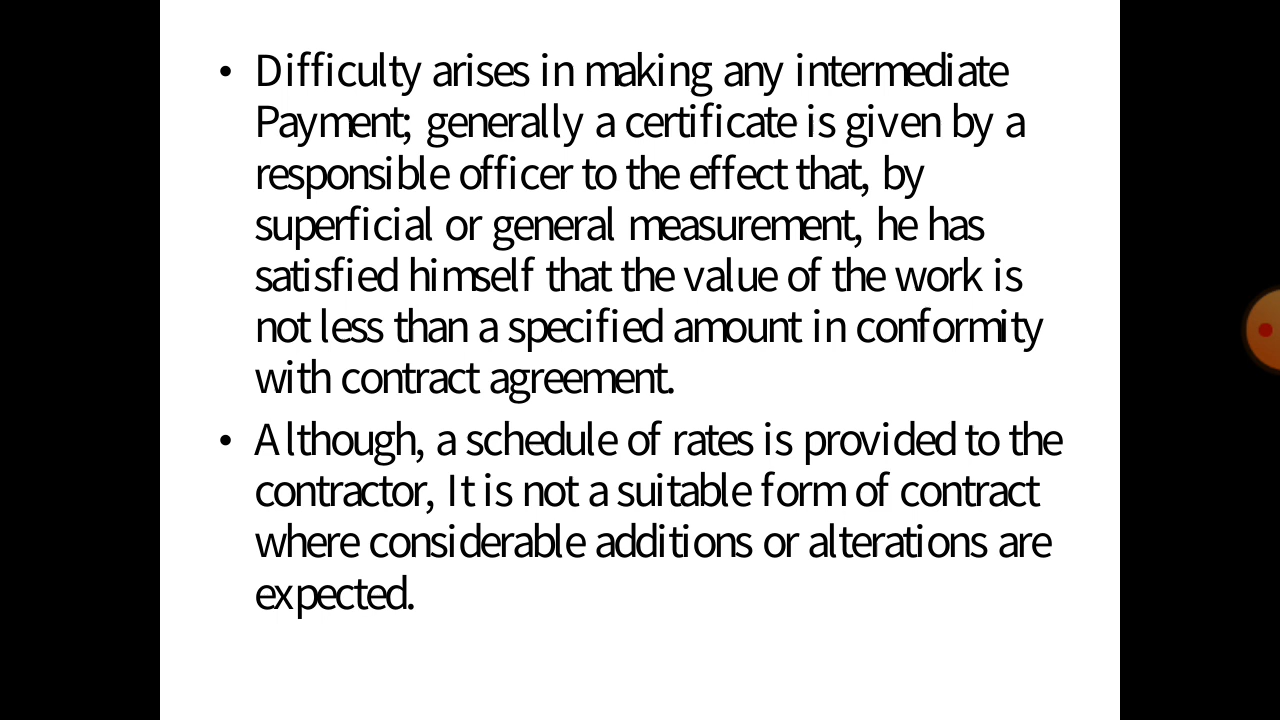 • Difficulty arises in making any intermediate
Payment; generally a certificate is given by a
responsible officer to the effect that, by
superficial or general measurement, he has
satisfied himself that the value of the work is
not less than a specified amount in conformity
with contract agreement.
• Although, a schedule of rates is provided to the
contractor, It is not a suitable form of contract
where considerable additions or alterations are
expected.